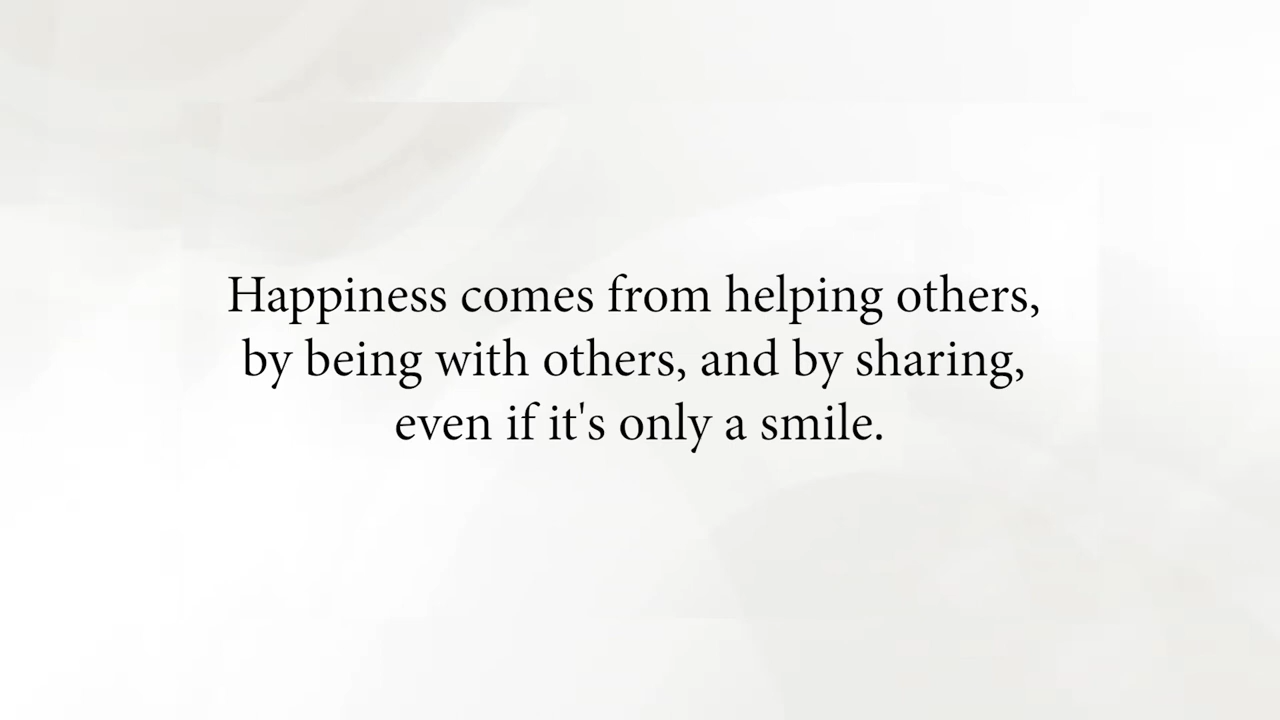 Happiness comes from helping others,
by being with others, and by sharing,
even if it's only a smile.